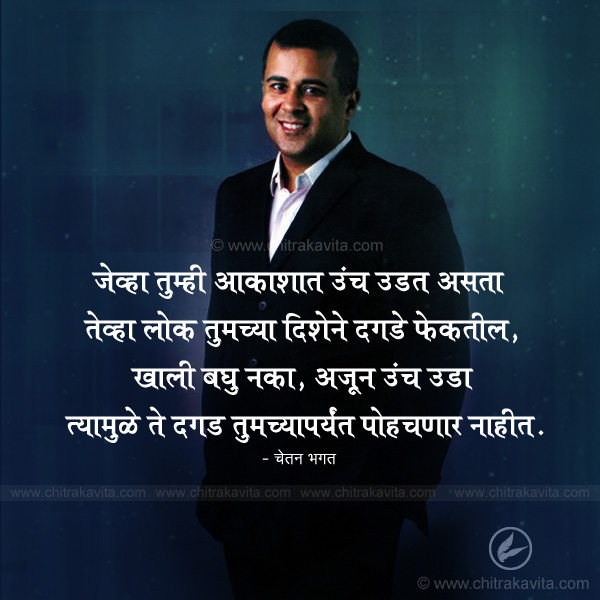 © www.chitrakavita.com
जेव्हा तुम्ही आकाशात उंच उडत असता
तेव्हा लोक तुमच्या दिशेने दगडे फेकतील,
खाली बघु नका, अजून उंच उडा
त्यामुळे ते दगड तुमच्यापर्यंत पोहचणार नाहीत.
- चेतन भगत
www.chitrakavita.com www.chitrakavita.com www.chitrakavita.com www.chitrakavita.com
© www.chitrakavita.com